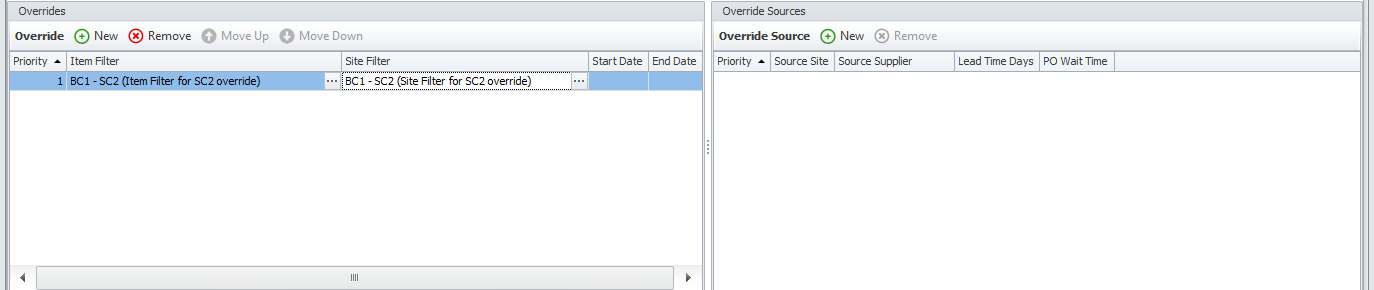 Overrides
Override New Remove Move Up Move Down
Priority Item Filter Site Filter Start Date End Date
1 BC1 - SC2 (Item Filter for SC2 override) ... BC1 - SC2 (Site Filter for SC2 override) ...
Override Sources
Override Source New Remove
Priority Source Site Source Supplier Lead Time Days PO Wait Time